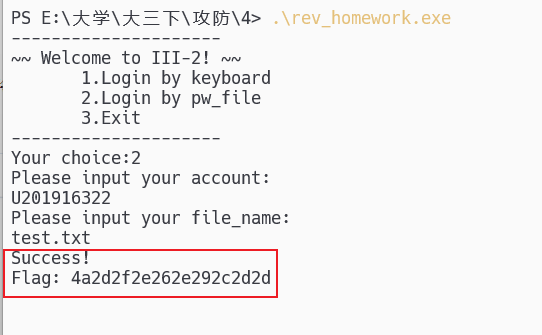 PS E:\大学\大三下\攻防\4> .\rev_homework.exe
---------------------
~~ Welcome to III-2! ~~
1.Login by keyboard
2.Login by pw_file
3.Exit
---------------------
Your choice:2
Please input your account:
U201916322
Please input your file_name:
test.txt
Success!
Flag: 4a2d2f2e262e292c2d2d